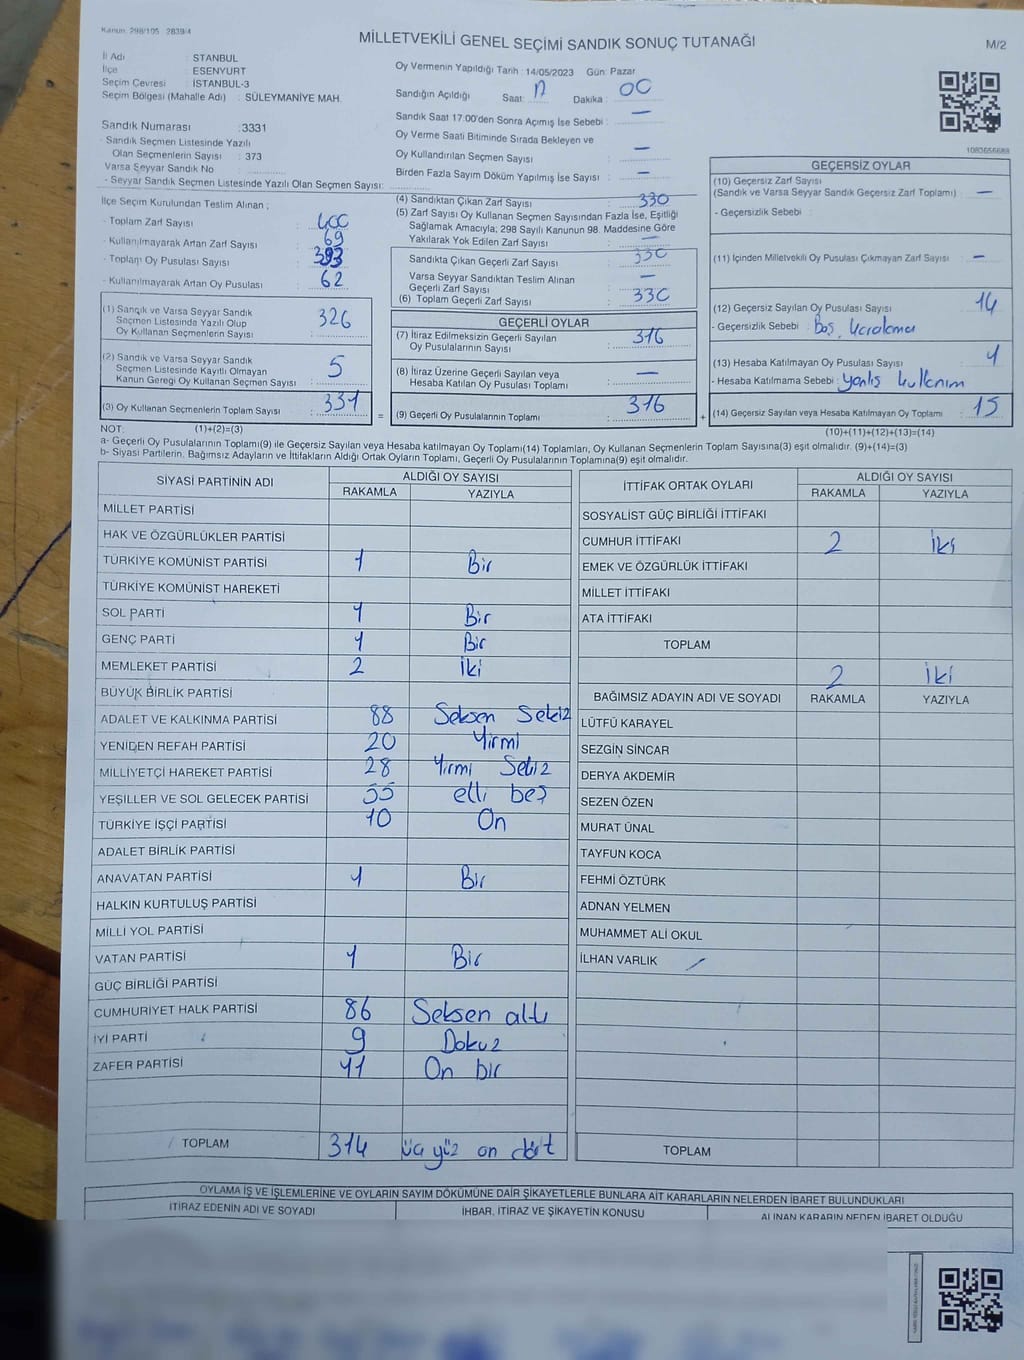 Kanun: 298/105 2839/4
MİLLETVEKİLİ GENEL SEÇİMİ SANDIK SONUÇ TUTANAĞI
M/2
İl Adı : STANBUL
İlçe : ESENYURT
Seçim Çevresi : İSTANBUL-3
Seçim Bölgesi (Mahalle Adı) : SÜLEYMANİYE MAH.
Oy Vermenin Yapıldığı Tarih : 14/05/2023 Gün: Pazar
Sandığın Açıldığı Saat: 17 Dakika : 00
Sandık Saat 17.00'den Sonra Açımış İse Sebebi : —
Oy Verme Saati Bitiminde Sırada Bekleyen ve
Oy Kullandırılan Seçmen Sayısı : —
Birden Fazla Sayım Döküm Yapılmış İse Sayısı : —
Sandık Numarası : 3331
Sandık Seçmen Listesinde Yazılı
Olan Seçmenlerin Sayısı : 373
Varsa Seyyar Sandık No
- Seyyar Sandık Seçmen Listesinde Yazılı Olan Seçmen Sayısı:
1083656688
İlçe Seçim Kurulundan Teslim Alınan ;
- Toplam Zarf Sayısı : 400
- Kullanılmayarak Artan Zarf Sayısı : 69
- Toplam Oy Pusulası Sayısı : 393
- Kullanılmayarak Artan Oy Pusulası : 62
(1) Sandık ve Varsa Seyyar Sandık
Seçmen Listesinde Yazılı Olup
Oy Kullanan Seçmenlerin Sayısı : 326
(2) Sandık ve Varsa Seyyar Sandık
Seçmen Listesinde Kayıtlı Olmayan
Kanun Gereği Oy Kullanan Seçmen Sayısı : 5
(3) Oy Kullanan Seçmenlerin Toplam Sayısı : 331
(4) Sandıktan Çıkan Zarf Sayısı : 330
(5) Zarf Sayısı Oy Kullanan Seçmen Sayısından Fazla İse, Eşitliği
Sağlamak Amacıyla; 298 Sayılı Kanunun 98. Maddesine Göre
Yakılarak Yok Edilen Zarf Sayısı : —
Sandıkta Çıkan Geçerli Zarf Sayısı : 330
Varsa Seyyar Sandıktan Teslim Alınan
Geçerli Zarf Sayısı : —
(6) Toplam Geçerli Zarf Sayısı : 330
GEÇERLİ OYLAR
(7) İtiraz Edilmeksizin Geçerli Sayılan
Oy Pusulalarının Sayısı : 316
(8) İtiraz Üzerine Geçerli Sayılan veya
Hesaba Katılan Oy Pusulası Toplamı : —
= (9) Geçerli Oy Pusulalarının Toplamı : 316 +
GEÇERSİZ OYLAR
(10) Geçersiz Zarf Sayısı
(Sandık ve Varsa Seyyar Sandık Geçersiz Zarf Toplamı) : —
- Geçersizlik Sebebi :
(11) İçinden Milletvekili Oy Pusulası Çıkmayan Zarf Sayısı : —
(12) Geçersiz Sayılan Oy Pusulası Sayısı : 14
- Geçersizlik Sebebi : Boş,
(13) Hesaba Katılmayan Oy Pusulası Sayısı : 1
- Hesaba Katılmama Sebebi : Yanlış kullanım
(14) Geçersiz Sayılan veya Hesaba Katılmayan Oy Toplamı : 15
NOT: (1)+(2)=(3)
(10)+(11)+(12)+(13)=(14)
a- Geçerli Oy Pusulalarının Toplamı(9) ile Geçersiz Sayılan veya Hesaba katılmayan Oy Toplamı(14) Toplamları, Oy Kullanan Seçmenlerin Toplam Sayısına(3) eşit olmalıdır. (9)+(14)=(3)
b- Siyasi Partilerin, Bağımsız Adayların ve İttifakların Aldığı Ortak Oyların Toplamı, Geçerli Oy Pusulalarının Toplamına(9) eşit olmalıdır.
SİYASİ PARTİNİN ADI
ALDIĞI OY SAYISI
RAKAMLA YAZIYLA
MİLLET PARTİSİ
HAK VE ÖZGÜRLÜKLER PARTİSİ
TÜRKİYE KOMÜNİST PARTİSİ 1 Bir
TÜRKİYE KOMÜNİST HAREKETİ
SOL PARTİ 1 Bir
GENÇ PARTİ 1 Bir
MEMLEKET PARTİSİ 2 İki
BÜYÜK BİRLİK PARTİSİ
ADALET VE KALKINMA PARTİSİ 88 Seksen Sekiz
YENİDEN REFAH PARTİSİ 20 Yirmi
MİLLİYETÇİ HAREKET PARTİSİ 28 Yirmi Sekiz
YEŞİLLER VE SOL GELECEK PARTİSİ 55 elli beş
TÜRKİYE İŞÇİ PARTİSİ 10 On
ADALET BİRLİK PARTİSİ
ANAVATAN PARTİSİ 1 Bir
HALKIN KURTULUŞ PARTİSİ
MİLLİ YOL PARTİSİ
VATAN PARTİSİ 1 Bir
GÜÇ BİRLİĞİ PARTİSİ
CUMHURİYET HALK PARTİSİ 86 Seksen altı
İYİ PARTİ 9 Dokuz
ZAFER PARTİSİ 11 On bir
TOPLAM 314 üç yüz on dört
İTTİFAK ORTAK OYLARI
ALDIĞI OY SAYISI
RAKAMLA YAZIYLA
SOSYALİST GÜÇ BİRLİĞİ İTTİFAKI
CUMHUR İTTİFAKI 2 İki
EMEK VE ÖZGÜRLÜK İTTİFAKI
MİLLET İTTİFAKI
ATA İTTİFAKI
TOPLAM
2 İki
BAĞIMSIZ ADAYIN ADI VE SOYADI RAKAMLA YAZIYLA
LÜTFÜ KARAYEL
SEZGİN SİNCAR
DERYA AKDEMİR
SEZEN ÖZEN
MURAT ÜNAL
TAYFUN KOCA
FEHMİ ÖZTÜRK
ADNAN YELMEN
MUHAMMET ALİ OKUL
İLHAN VARLIK
TOPLAM
OYLAMA İŞ VE İŞLEMLERİNE VE OYLARIN SAYIM DÖKÜMÜNE DAİR ŞİKAYETLERLE BUNLARA AİT KARARLARIN NELERDEN İBARET BULUNDUKLARI
İTİRAZ EDENİN ADI VE SOYADI İHBAR, İTİRAZ VE ŞİKAYETİN KONUSU ALINAN KARARIN NEDEN İBARET OLDUĞU